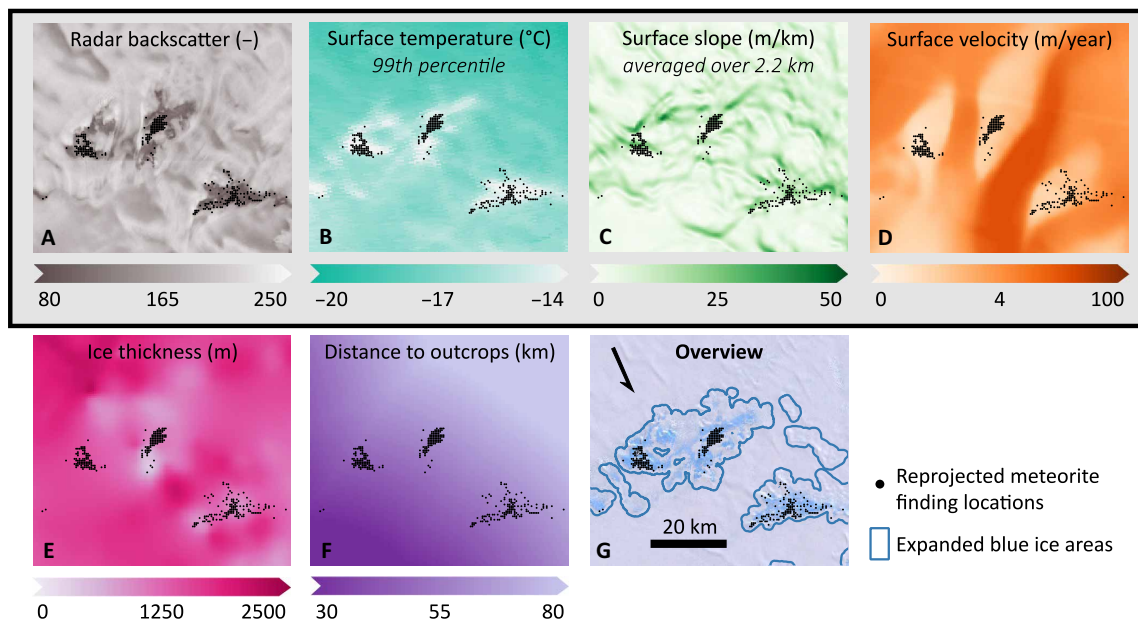 Radar backscatter (–)
A
80 165 250
Surface temperature (°C)
99th percentile
B
−20 −17 −14
Surface slope (m/km)
averaged over 2.2 km
C
0 25 50
Surface velocity (m/year)
D
0 4 100
Ice thickness (m)
E
0 1250 2500
Distance to outcrops (km)
F
30 55 80
Overview
20 km
G
Reprojected meteorite
finding locations
Expanded blue ice areas